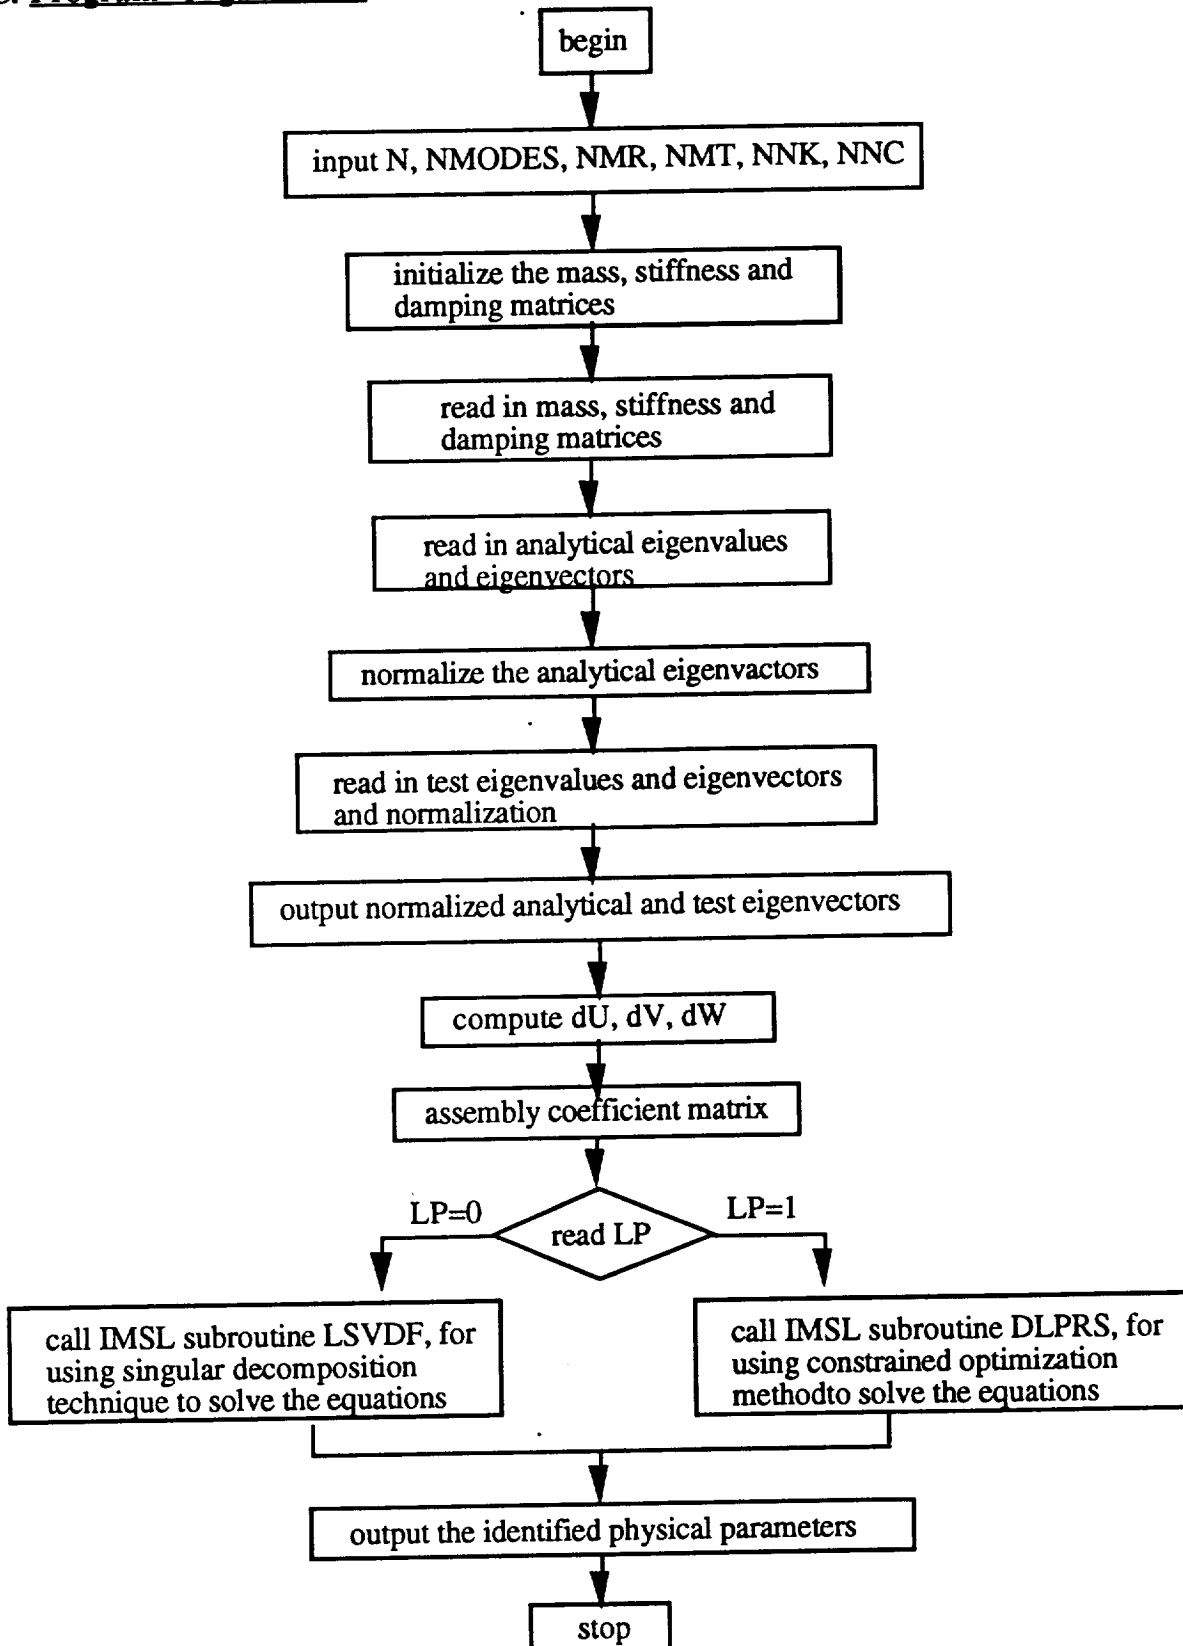 begin
input N, NMODES, NMR, NMT, NNK, NNC
initialize the mass, stiffness and
damping matrices
read in mass, stiffness and
damping matrices
read in analytical eigenvalues
and eigenvectors
normalize the analytical eigenvactors
read in test eigenvalues and eigenvectors
and normalization
output normalized analytical and test eigenvectors
compute dU, dV, dW
assembly coefficient matrix
LP=0
read LP
LP=1
call IMSL subroutine LSVDF, for
using singular decomposition
technique to solve the equations
call IMSL subroutine DLPRS, for
using constrained optimization
methodto solve the equations
output the identified physical parameters
stop